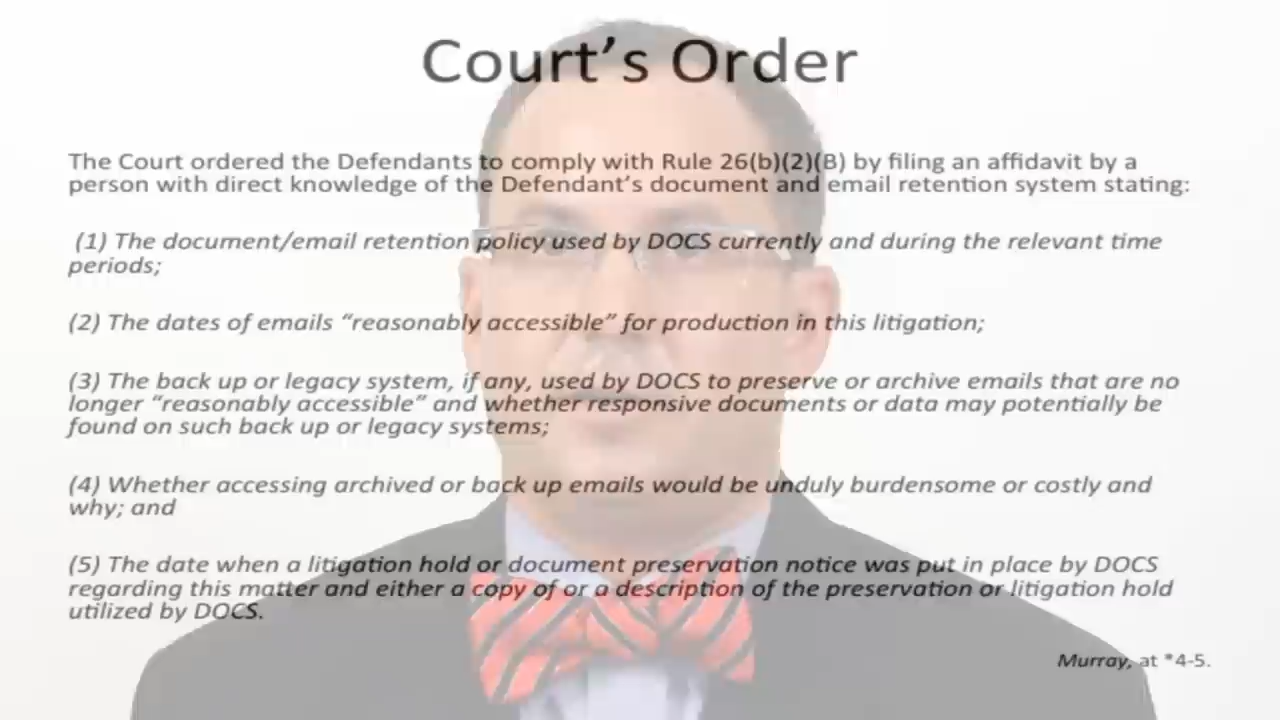 Court’s Order
The Court ordered the Defendants to comply with Rule 26(b)(2)(B) by filing an affidavit by a
person with direct knowledge of the Defendant’s document and email retention system stating:
(1) The document/email retention policy used by DOCS currently and during the relevant time
periods;
(2) The dates of emails “reasonably accessible” for production in this litigation;
(3) The back up or legacy system, if any, used by DOCS to preserve or archive emails that are no
longer “reasonably accessible” and whether responsive documents or data may potentially be
found on such back up or legacy systems;
(4) Whether accessing archived or back up emails would be unduly burdensome or costly and
why; and
(5) The date when a litigation hold or document preservation notice was put in place by DOCS
regarding this matter and either a copy of or a description of the preservation or litigation hold
utilized by DOCS.
Murray, at *4-5.